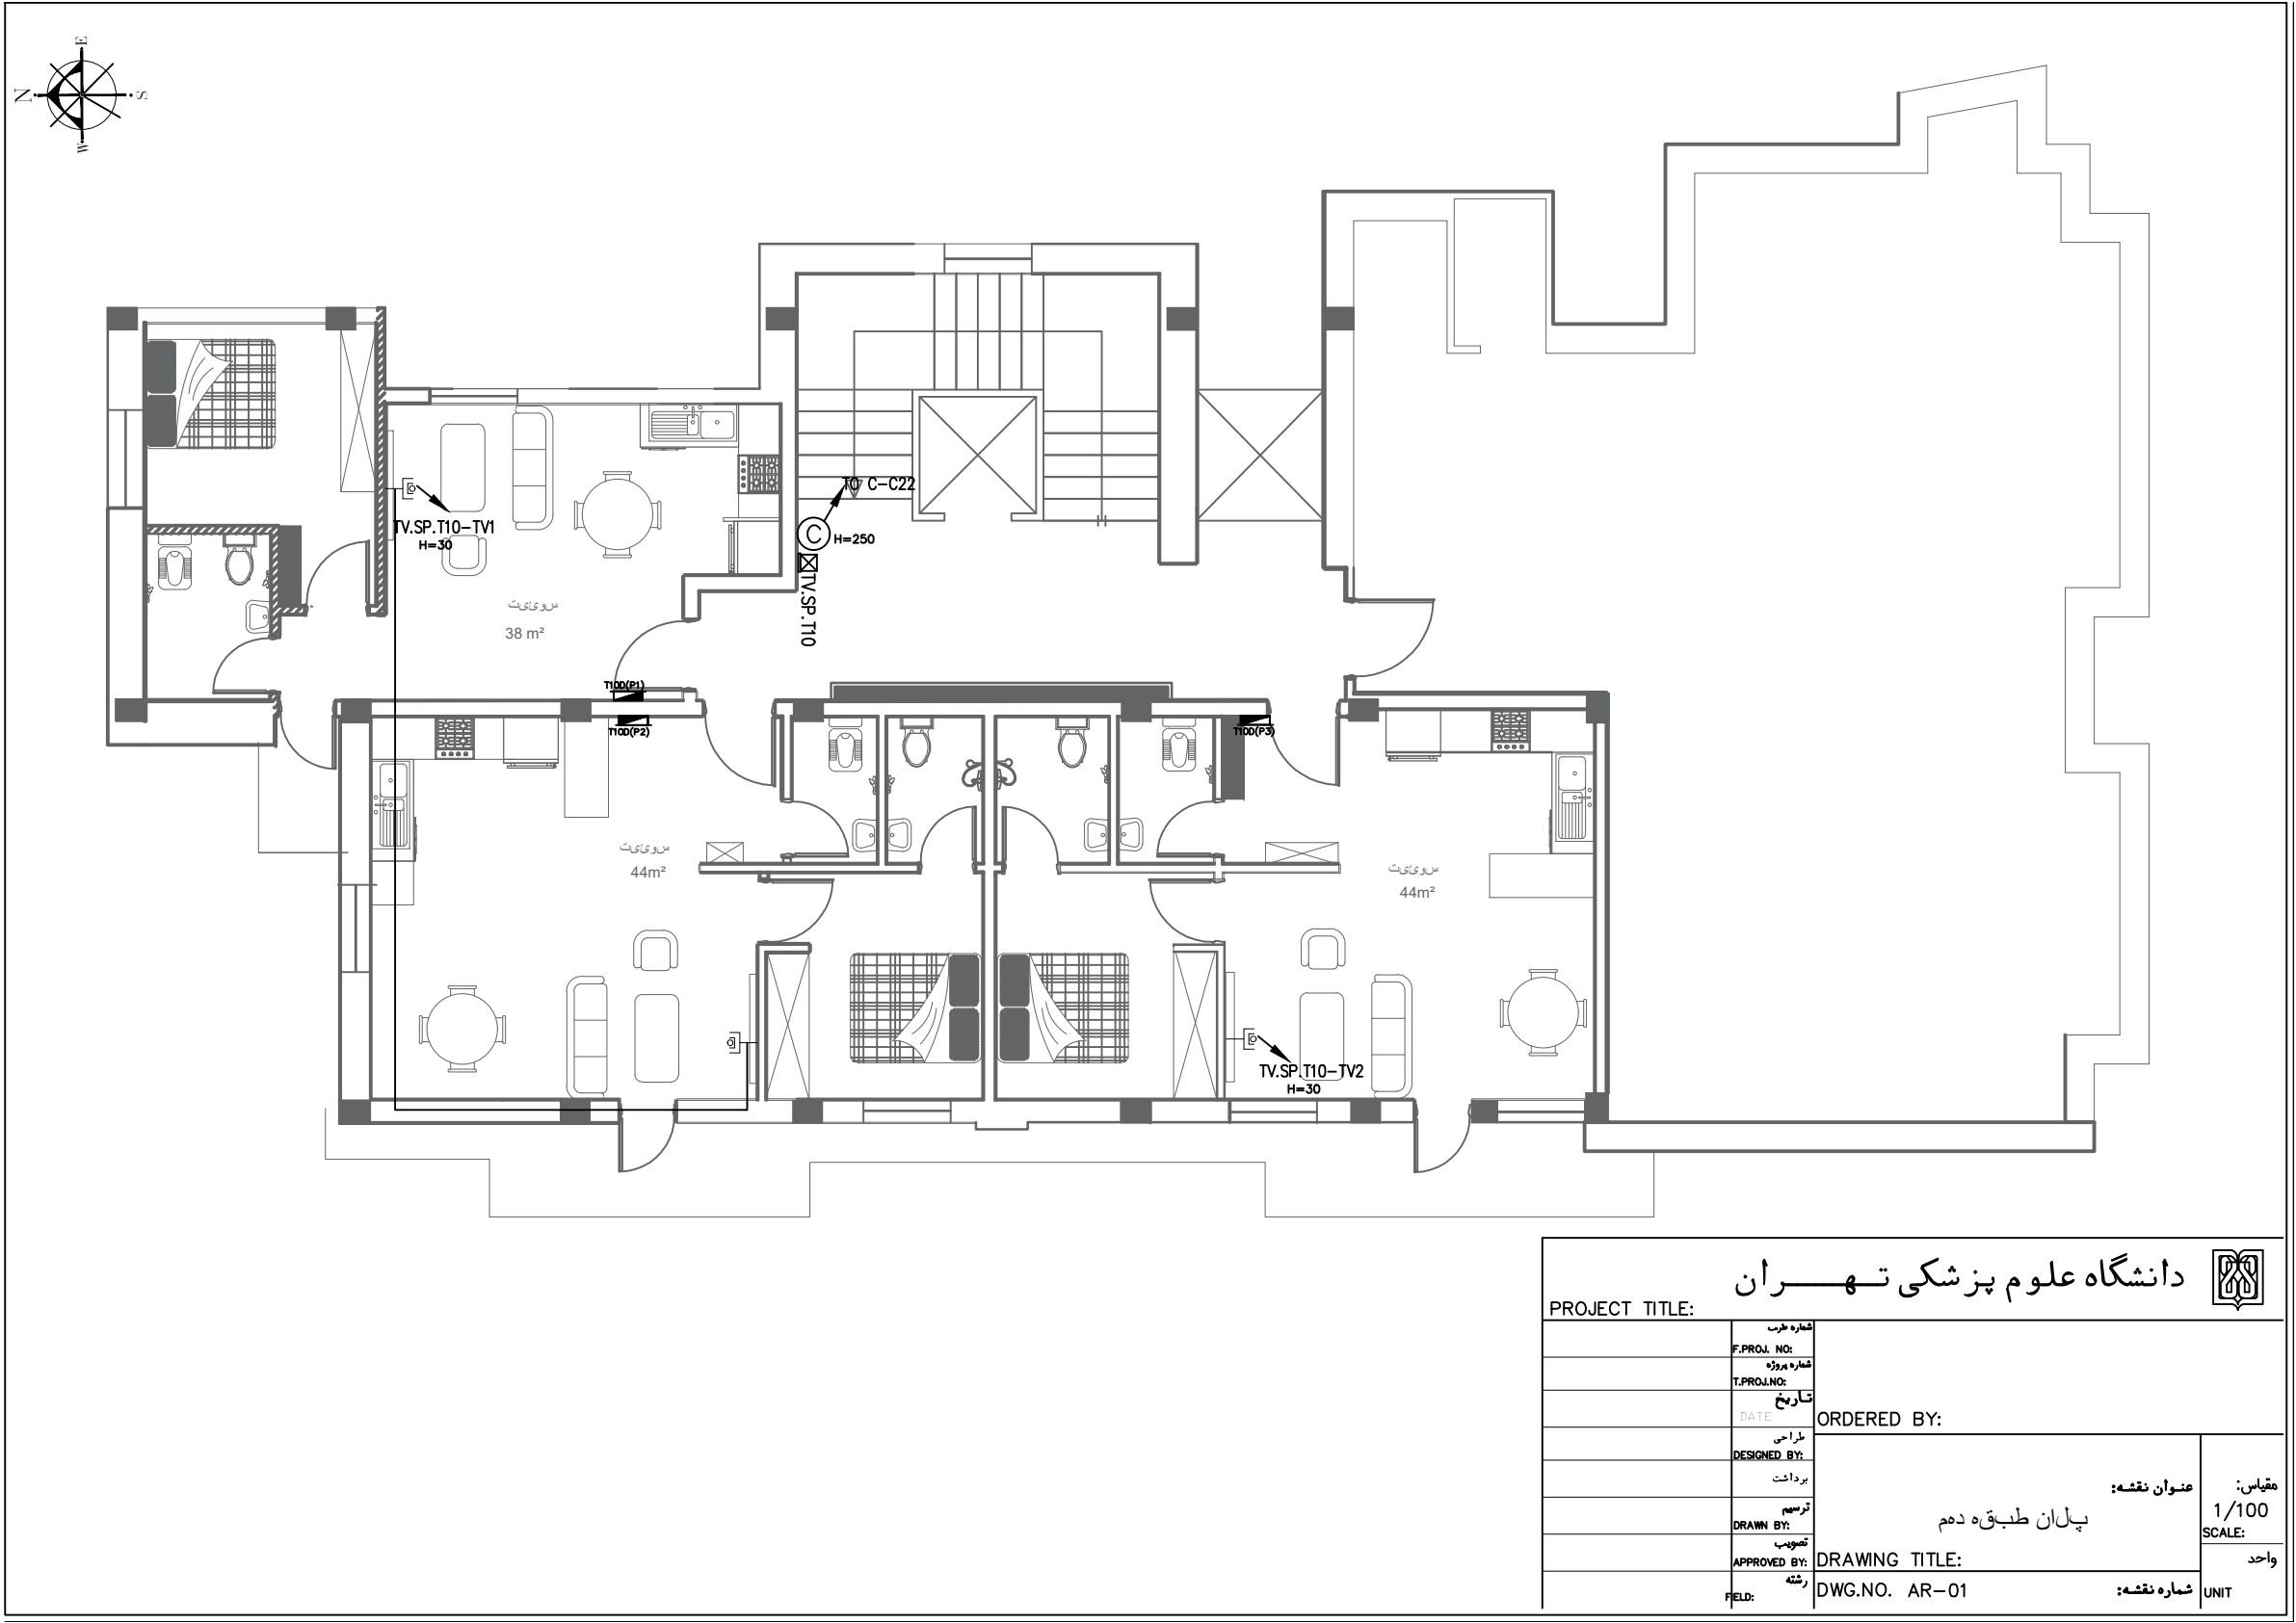 E
N
S
W
TO C-C22
TV.SP.T10-TV1
H=30
C
H=250
TV.SP.T10
سوئیت
38 m²
T10D(P1)
T10D(P2)
T10D(P3)
سوئیت
44m²
سوئیت
44m²
TV.SP.T10-TV2
H=30
دانشگاه علوم پزشکی تهـــران
PROJECT TITLE:
شماره طرب
F.PROJ. NO:
شماره پروژه
T.PROJ.NO:
تاریخ
DATE
ORDERED BY:
طراحی
DESIGNED BY:
برداشت
ترسیم
DRAWN BY:
تصویب
APPROVED BY:
رشته
FIELD:
عنوان نقشه:
پلان طبقه دهم
DRAWING TITLE:
DWG.NO. AR-01
شماره نقشه:
مقیاس:
1/100
SCALE:
واحد
UNIT